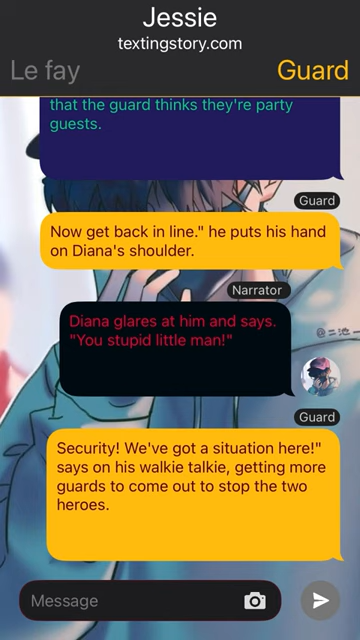 Jessie
textingstory.com
Le fay
Guard
that the guard thinks they're party
guests.
Guard
Now get back in line." he puts his hand
on Diana's shoulder.
Narrator
Diana glares at him and says.
"You stupid little man!"
Guard
Security! We've got a situation here!"
says on his walkie talkie, getting more
guards to come out to stop the two
heroes.
Message